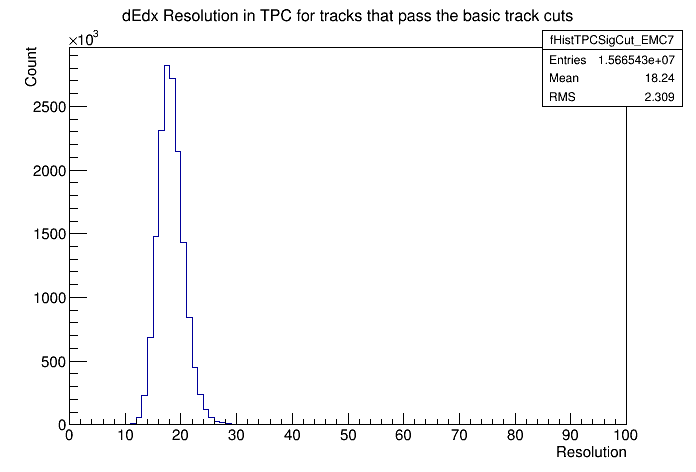 dEdx Resolution in TPC for tracks that pass the basic track cuts
×10³
fHistTPCSigCut_EMC7
Entries 1.566543e+07
Mean 18.24
RMS 2.309
Count
2500
2000
1500
1000
500
0
0 10 20 30 40 50 60 70 80 90 100
Resolution